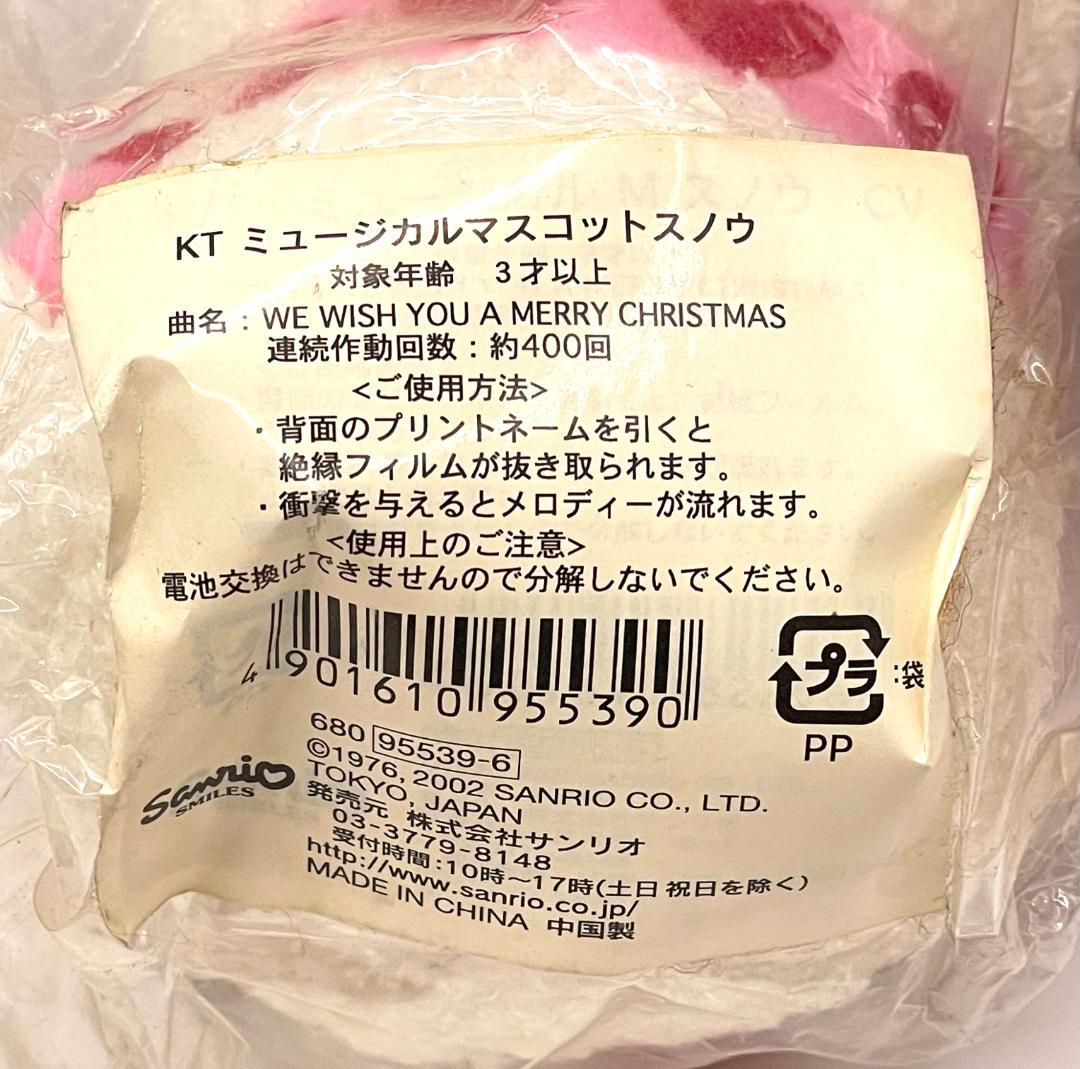 KT ミュージカルマスコットスノウ
対象年齢 3才以上
曲名：WE WISH YOU A MERRY CHRISTMAS
連続作動回数：約400回
<ご使用方法>
・背面のプリントネームを引くと
絶縁フィルムが抜き取られます。
・衝撃を与えるとメロディーが流れます。
<使用上のご注意>
電池交換はできませんので分解しないでください。
4 901610 955390
プラ :袋
PP
680 95539-6
©1976, 2002 SANRIO CO., LTD.
TOKYO, JAPAN
Sanrio
SMILES
発売元 株式会社サンリオ
03-3779-8148
受付時間:10時～17時(土日祝日を除く)
http://www.sanrio.co.jp/
MADE IN CHINA 中国製